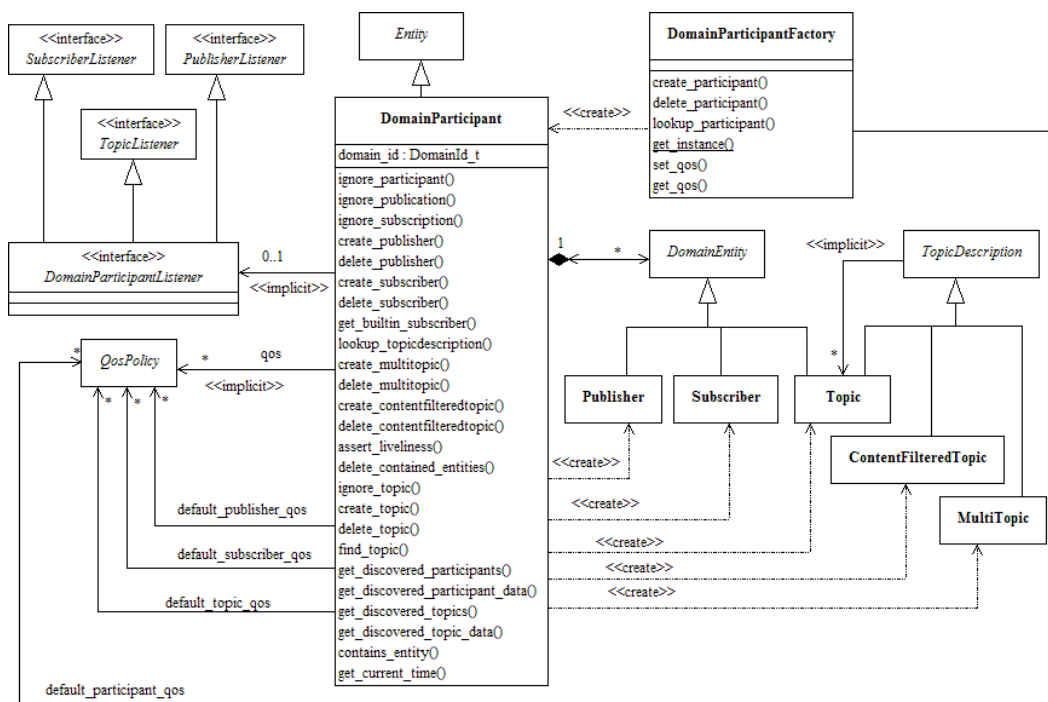 <<interface>>
SubscriberListener
<<interface>>
PublisherListener
<<interface>>
TopicListener
<<interface>>
DomainParticipantListener
0..1
<<implicit>>
Entity
DomainParticipant
domain_id : DomainId_t
ignore_participant()
ignore_publication()
ignore_subscription()
create_publisher()
delete_publisher()
create_subscriber()
delete_subscriber()
get_builtin_subscriber()
lookup_topicdescription()
create_multitopic()
delete_multitopic()
create_contentfilteredtopic()
delete_contentfilteredtopic()
assert_liveliness()
delete_contained_entities()
ignore_topic()
create_topic()
delete_topic()
find_topic()
get_discovered_participants()
get_discovered_participant_data()
get_discovered_topics()
get_discovered_topic_data()
contains_entity()
get_current_time()
DomainParticipantFactory
create_participant()
delete_participant()
lookup_participant()
get_instance()
set_qos()
get_qos()
<<create>>
1
*
DomainEntity
<<implicit>>
TopicDescription
*
Publisher
Subscriber
Topic
ContentFilteredTopic
MultiTopic
<<create>>
<<create>>
<<create>>
<<create>>
<<create>>
QosPolicy
*
*
qos
<<implicit>>
*
*
*
default_publisher_qos
default_subscriber_qos
default_topic_qos
default_participant_qos